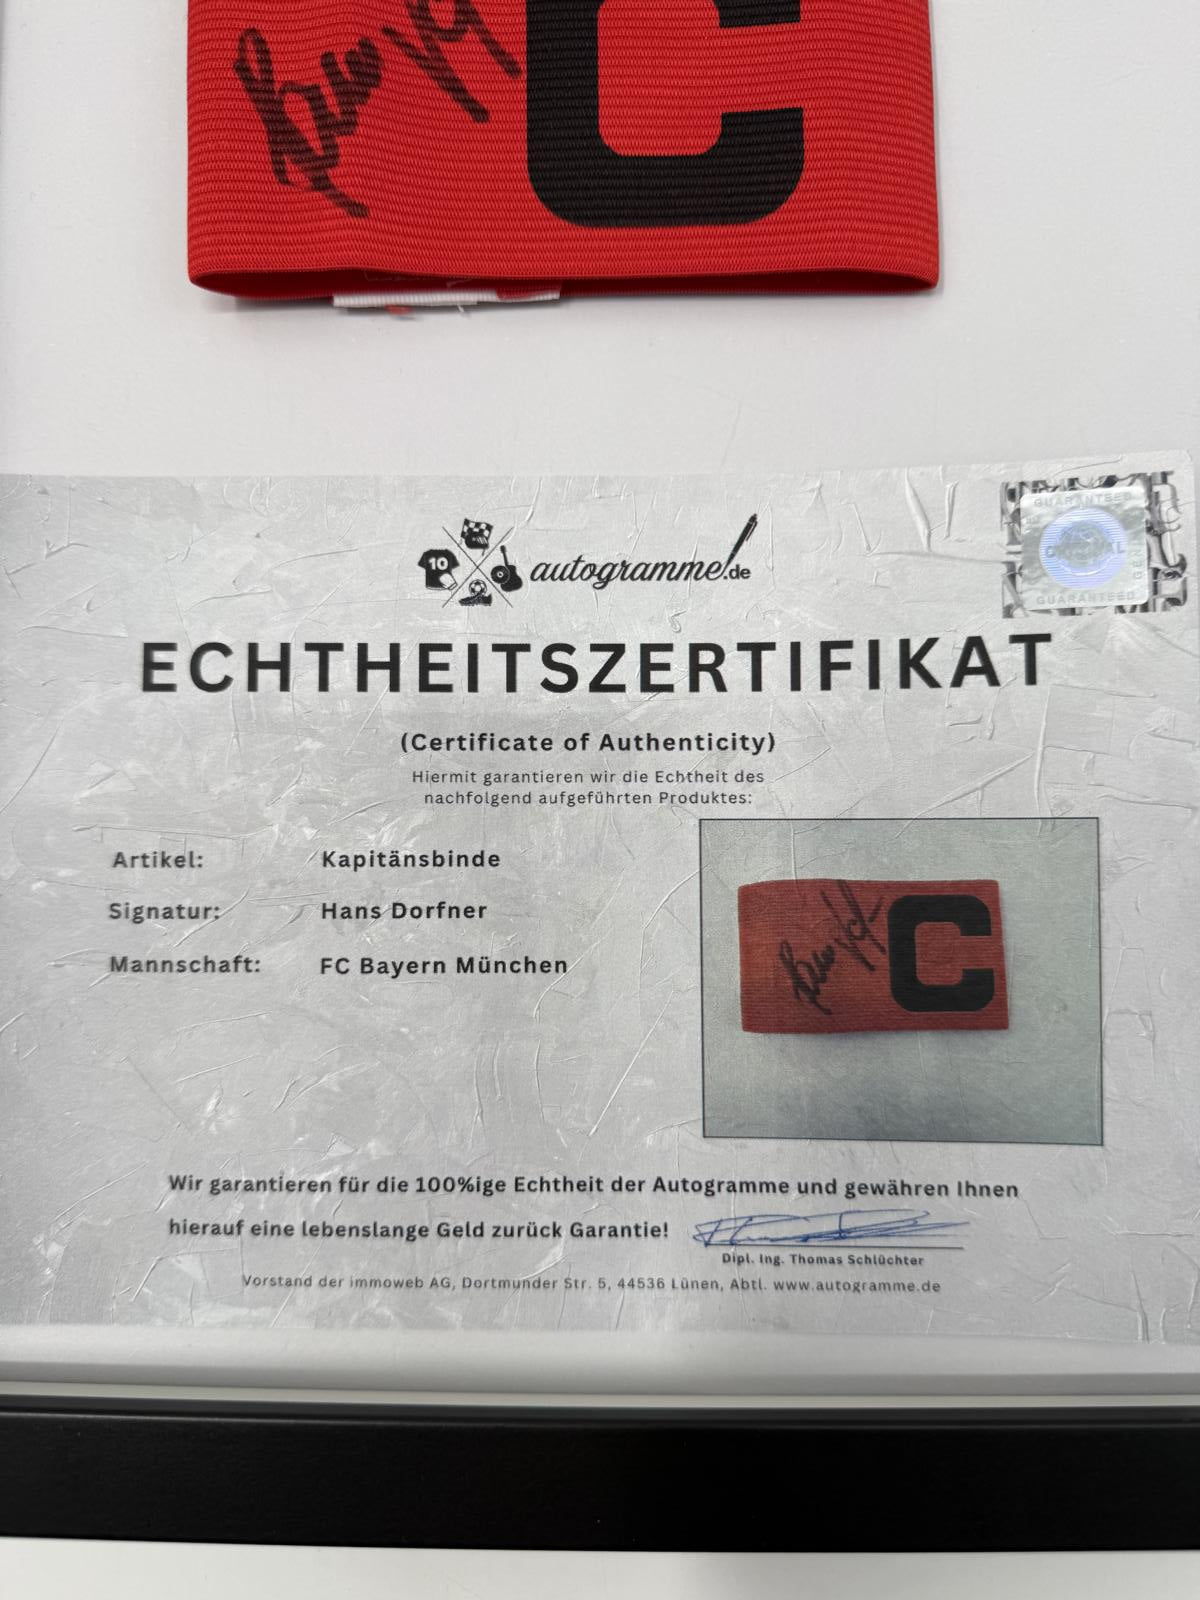 C
10
autogramme!.de
GUARANTEED
GUARANTEED
ECHTHEITSZERTIFIKAT
(Certificate of Authenticity)
Hiermit garantieren wir die Echtheit des
nachfolgend aufgeführten Produktes:
Artikel: Kapitänsbinde
Signatur: Hans Dorfner
Mannschaft: FC Bayern München
C
Wir garantieren für die 100%ige Echtheit der Autogramme und gewähren Ihnen
hierauf eine lebenslange Geld zurück Garantie!
Dipl. Ing. Thomas Schlüchter
Vorstand der immoweb AG, Dortmunder Str. 5, 44536 Lünen, Abtl. www.autogramme.de